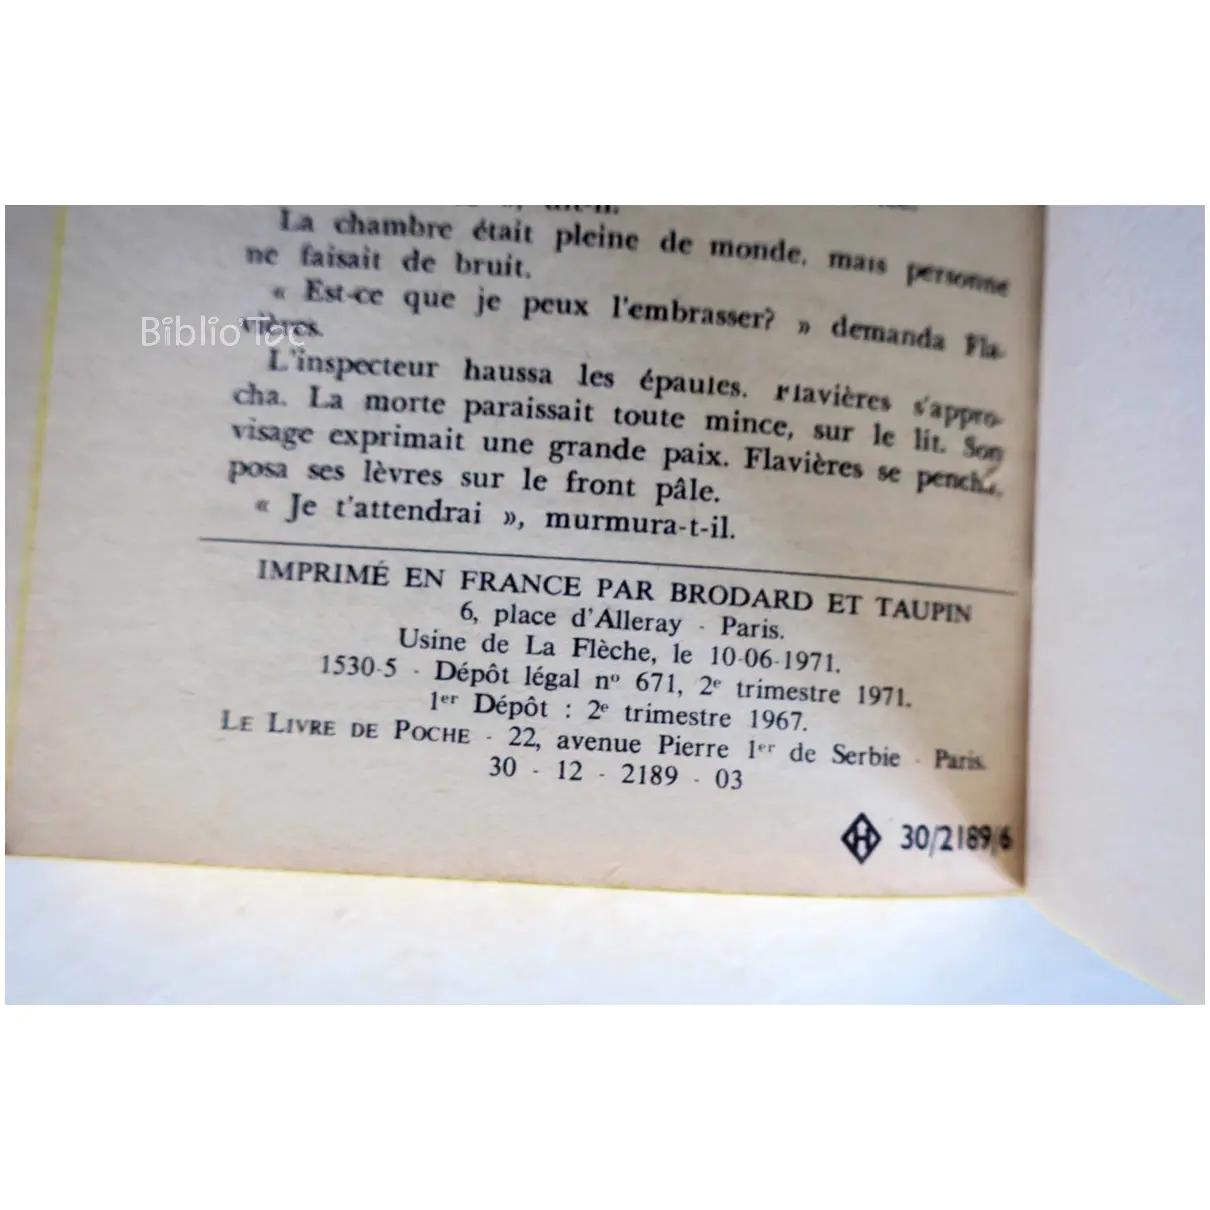 dit-il.
La chambre était pleine de monde, mais personne
ne faisait de bruit.
« Est-ce que je peux l'embrasser? » demanda Fla-
vières.
BiblioToc
L'inspecteur haussa les épaules. Flavières s'appro-
cha. La morte paraissait toute mince, sur le lit. Son
visage exprimait une grande paix. Flavières se pencha,
posa ses lèvres sur le front pâle.
« Je t'attendrai », murmura-t-il.
IMPRIMÉ EN FRANCE PAR BRODARD ET TAUPIN
6, place d'Alleray - Paris.
Usine de La Flèche, le 10-06-1971.
1530-5 - Dépôt légal nº 671, 2e trimestre 1971.
1er Dépôt : 2e trimestre 1967.
LE LIVRE DE POCHE - 22, avenue Pierre 1er de Serbie - Paris.
30 - 12 - 2189 - 03
H 30/2189/6